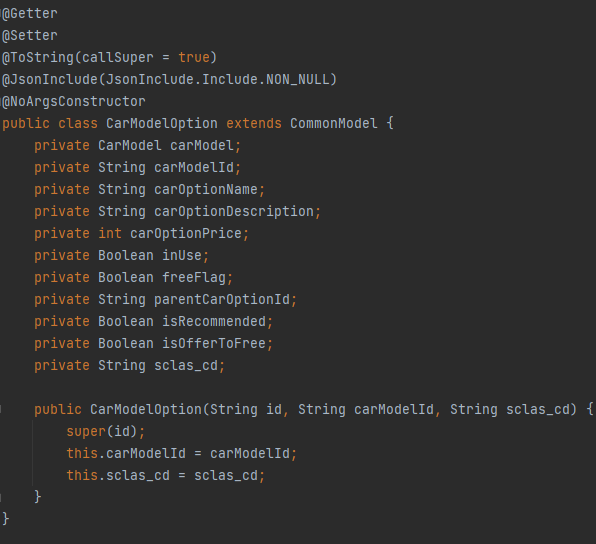 @Getter
@Setter
@ToString(callSuper = true)
@JsonInclude(JsonInclude.Include.NON_NULL)
@NoArgsConstructor
public class CarModelOption extends CommonModel {
    private CarModel carModel;
    private String carModelId;
    private String carOptionName;
    private String carOptionDescription;
    private int carOptionPrice;
    private Boolean inUse;
    private Boolean freeFlag;
    private String parentCarOptionId;
    private Boolean isRecommended;
    private Boolean isOfferToFree;
    private String sclas_cd;

    public CarModelOption(String id, String carModelId, String sclas_cd) {
        super(id);
        this.carModelId = carModelId;
        this.sclas_cd = sclas_cd;
    }
}